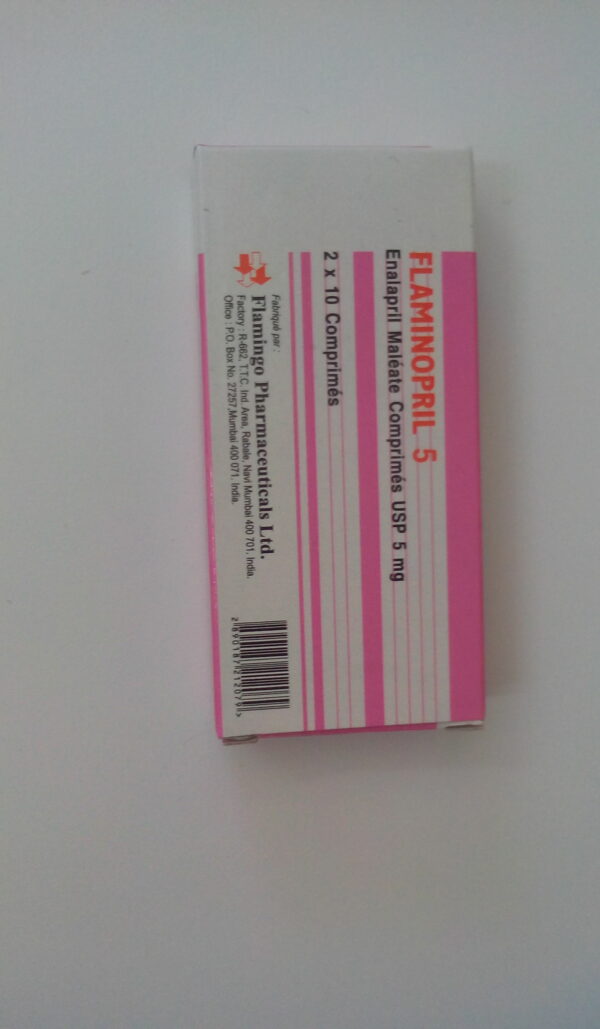 FLAMINOPRIL 5
Enalapril Maléate Comprimés USP 5 mg
2 x 10 Comprimés
Fabriqué par :
Flamingo Pharmaceuticals Ltd.
Factory : R-662, T.T.C. Ind. Area, Rabale, Navi Mumbai 400 701. India.
Office : P.O. Box No. 27257,Mumbai 400 071. India.